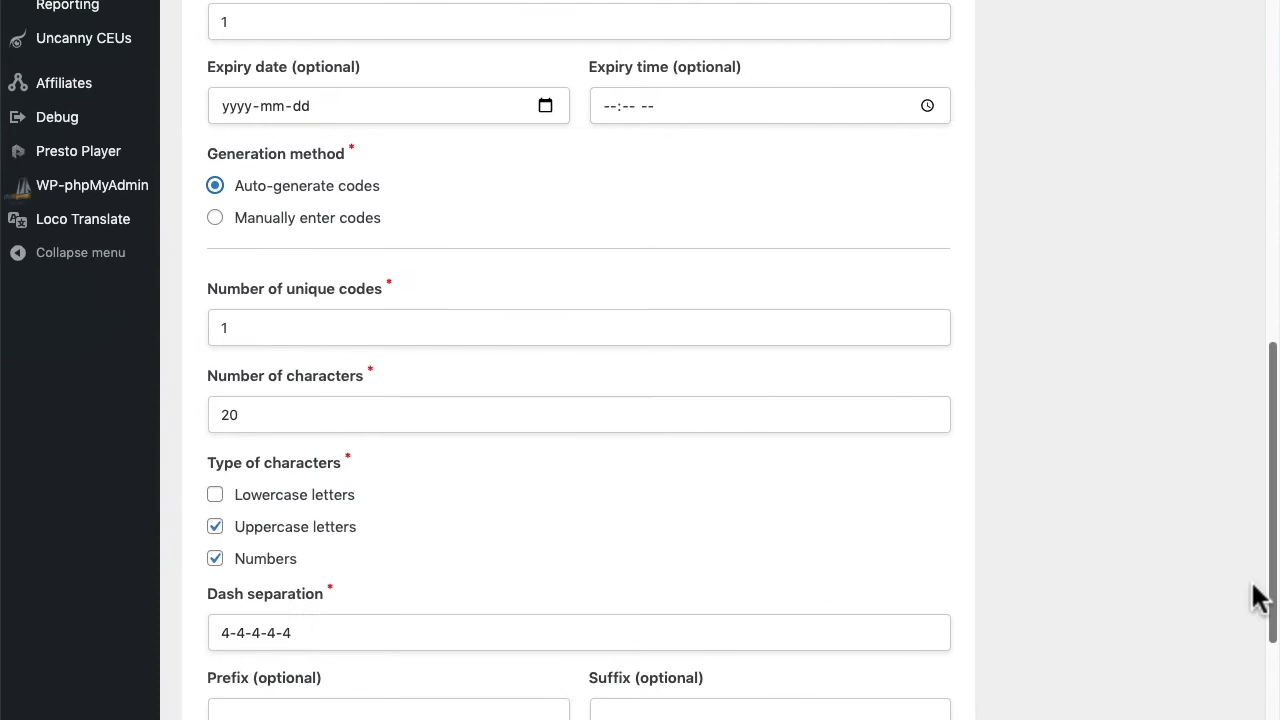 Reporting
Uncanny CEUs
Affiliates
Debug
Presto Player
WP-phpMyAdmin
Loco Translate
Collapse menu
1
Expiry date (optional)
Expiry time (optional)
yyyy-mm-dd
--:-- --
Generation method *
Auto-generate codes
Manually enter codes
Number of unique codes *
1
Number of characters *
20
Type of characters *
Lowercase letters
Uppercase letters
Numbers
Dash separation *
4-4-4-4-4
Prefix (optional)
Suffix (optional)